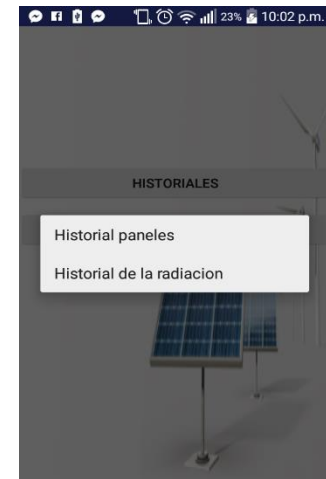 23% 10:02 p.m.
HISTORIALES
Historial paneles
Historial de la radiacion